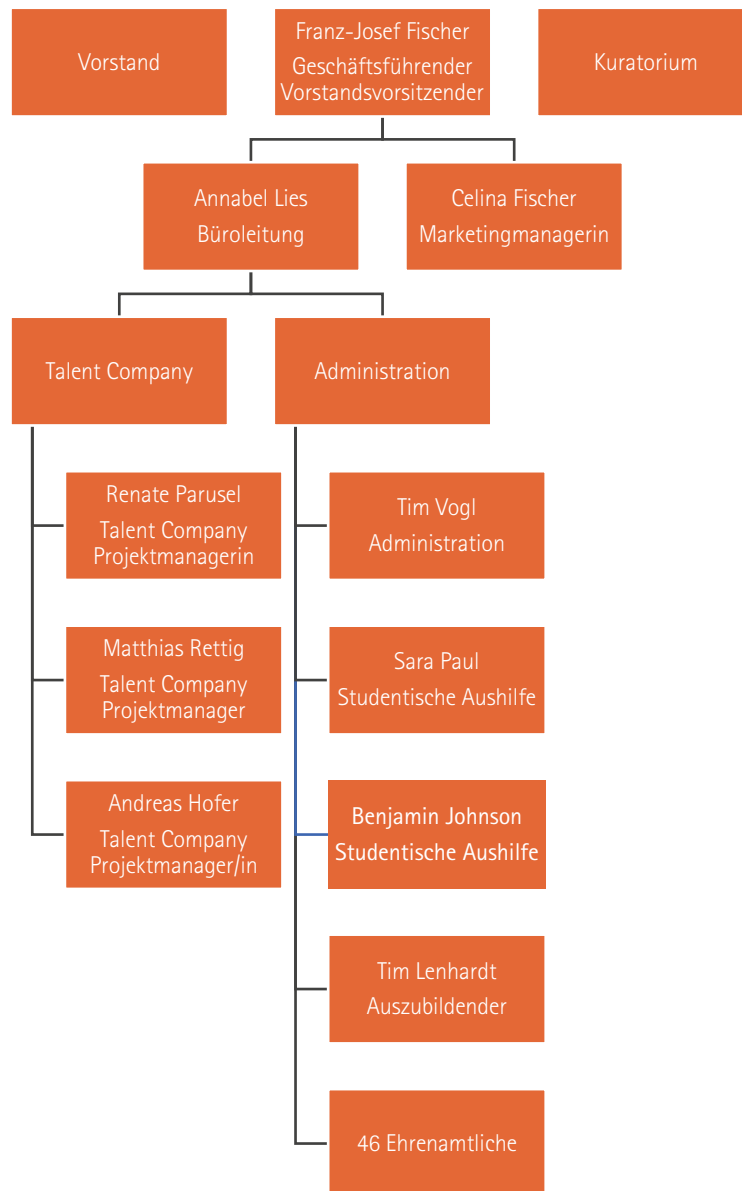 Vorstand
Franz-Josef Fischer
Geschäftsführender
Vorstandsvorsitzender
Kuratorium
Annabel Lies
Büroleitung
Celina Fischer
Marketingmanagerin
Talent Company
Administration
Renate Parusel
Talent Company
Projektmanagerin
Matthias Rettig
Talent Company
Projektmanager
Andreas Hofer
Talent Company
Projektmanager/in
Tim Vogl
Administration
Sara Paul
Studentische Aushilfe
Benjamin Johnson
Studentische Aushilfe
Tim Lenhardt
Auszubildender
46 Ehrenamtliche